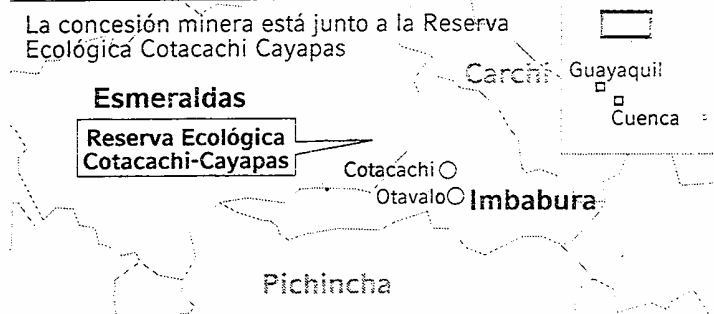 La concesión minera está junto a la Reserva
Ecológica Cotacachi Cayapas
Carchi
Guayaquil
Cuenca
Esmeraldas
Reserva Ecológica
Cotacachi-Cayapas
Cotacachi
Otavalo
Imbabura
Pichincha